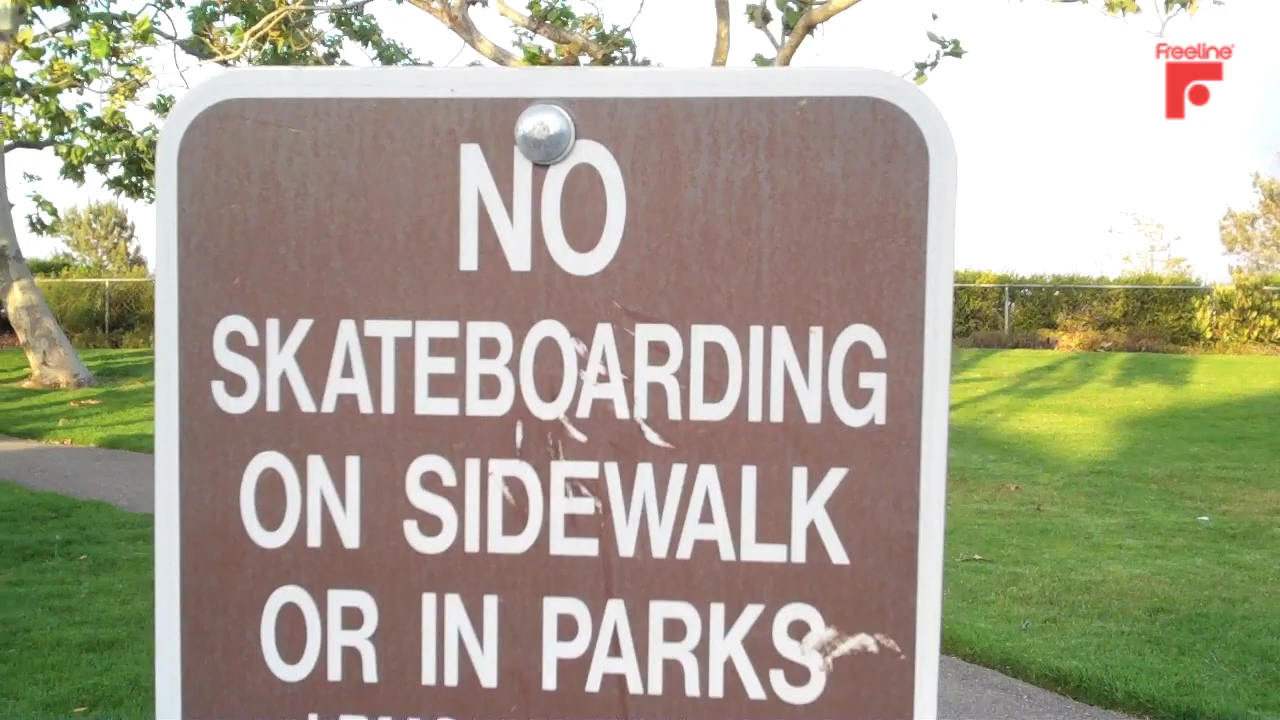 Freeline
NO
SKATEBOARDING
ON SIDEWALK
OR IN PARKS